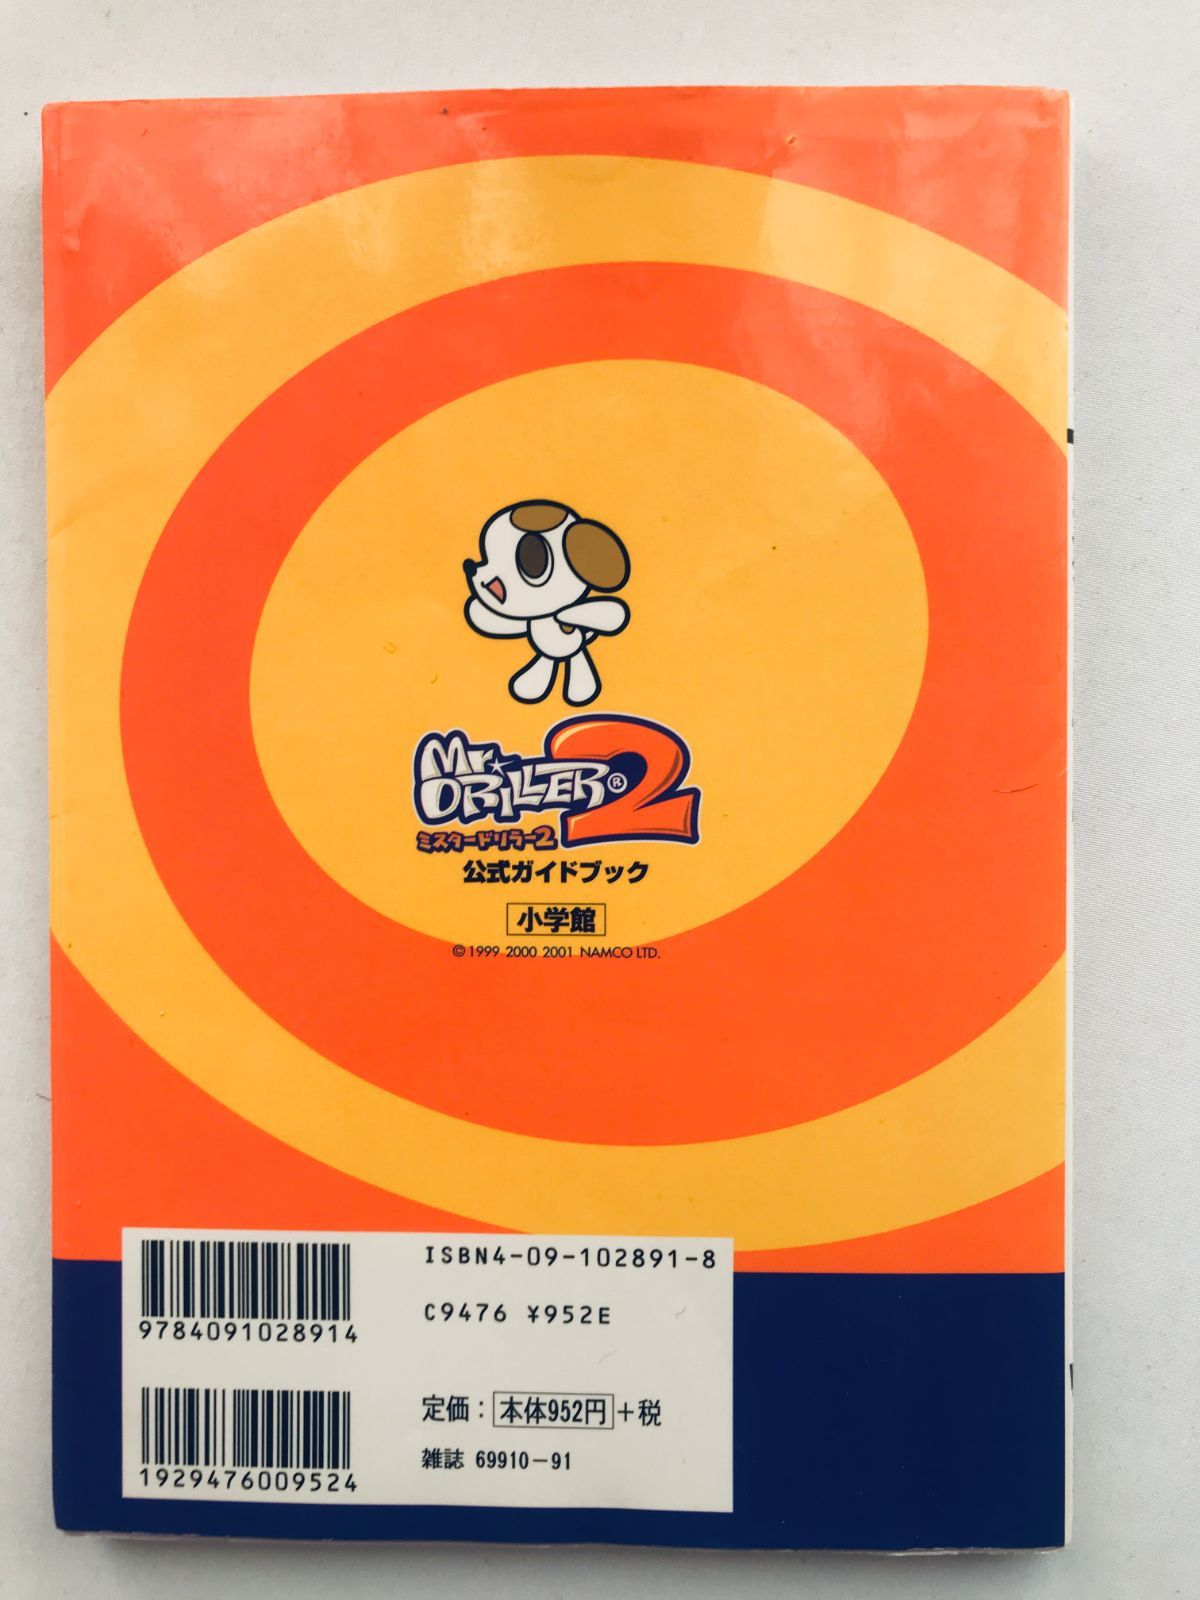 Mr. DRILLER® 2
ミスタードリラー2
公式ガイドブック
小学館
© 1999 2000 2001 NAMCO LTD.
ISBN4-09-102891-8
C9476 ¥952E
9784091028914
定価：本体952円＋税
雑誌 69910-91
1929476009524